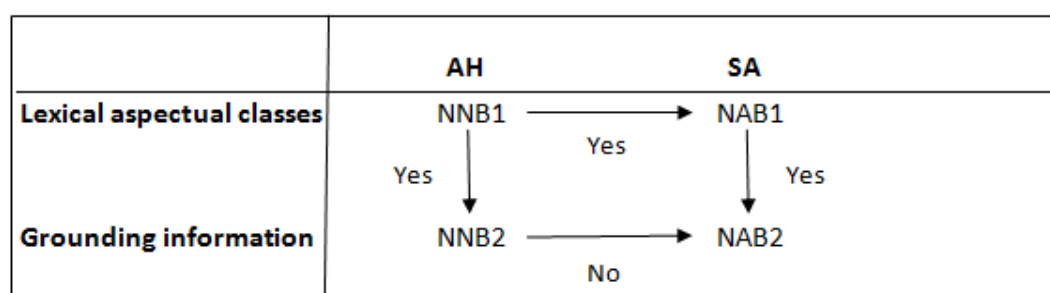 AH SA
Lexical aspectual classes NNB1 NAB1
Yes
Yes Yes
Grounding information NNB2 NAB2
No